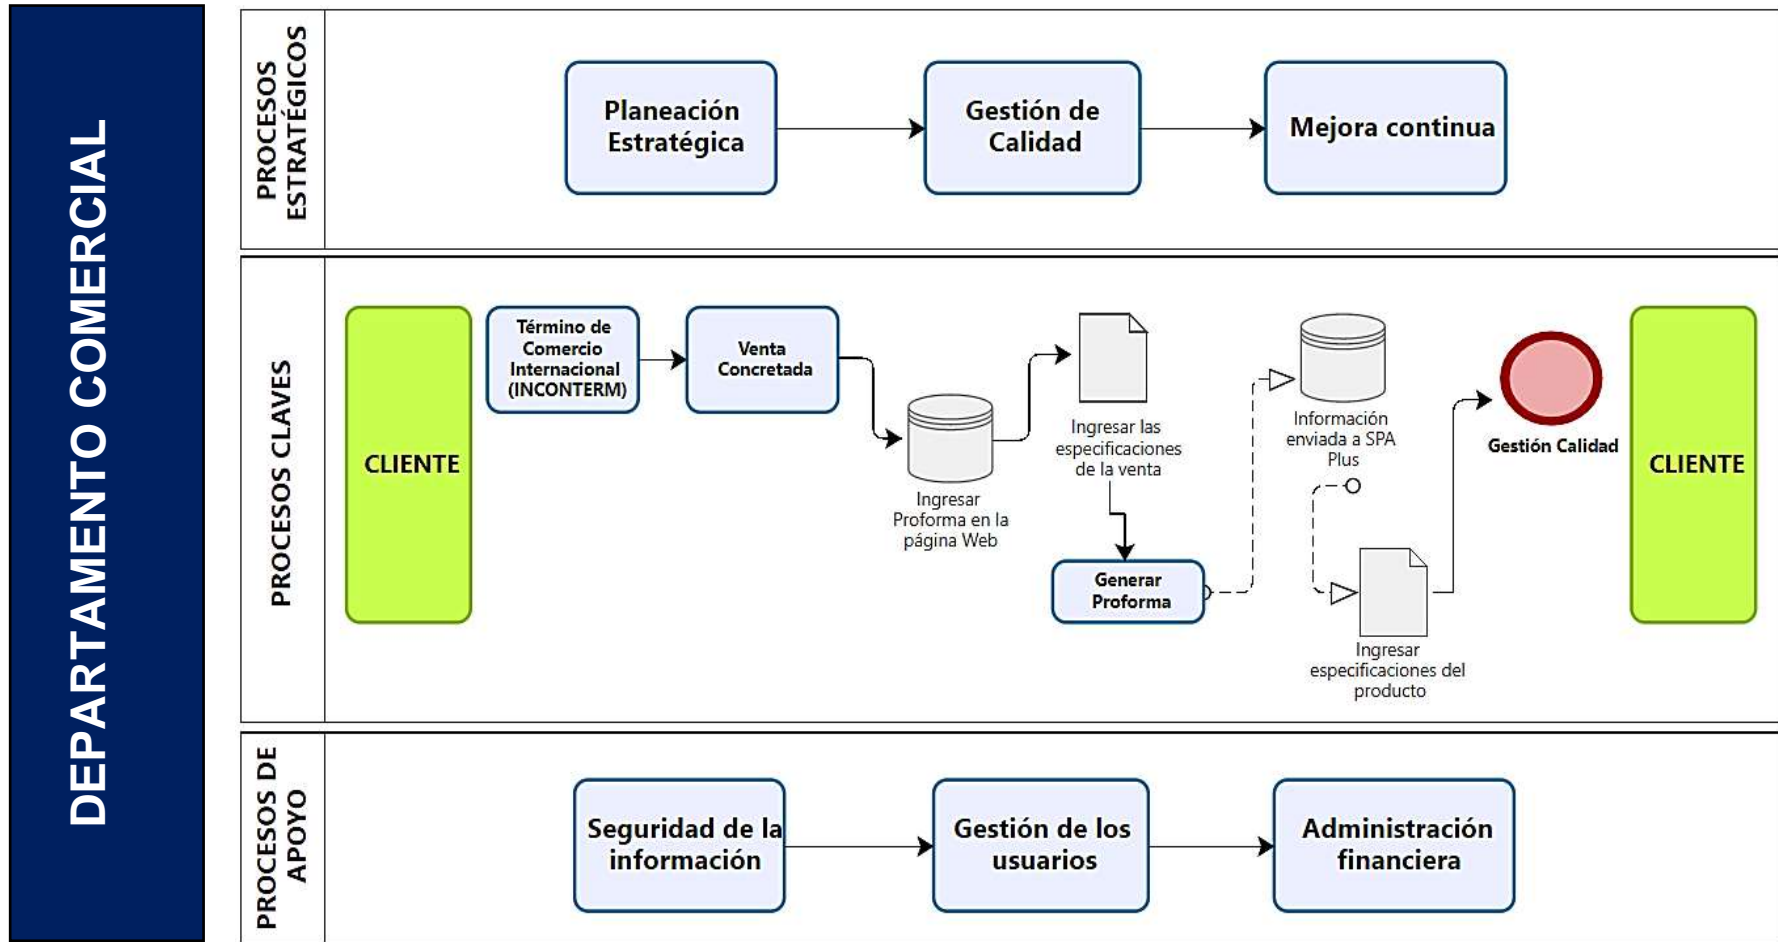 DEPARTAMENTO COMERCIAL
PROCESOS
ESTRATÉGICOS
Planeación
Estratégica
Gestión de
Calidad
Mejora continua
PROCESOS CLAVES
CLIENTE
Término de
Comercio
Internacional
(INCONTERM)
Venta
Concretada
Ingresar
Proforma en la
página Web
Ingresar las
especificaciones
de la venta
Generar
Proforma
Información
enviada a SPA
Plus
Ingresar
especificaciones del
producto
Gestión Calidad
CLIENTE
PROCESOS DE
APOYO
Seguridad de la
información
Gestión de los
usuarios
Administración
financiera